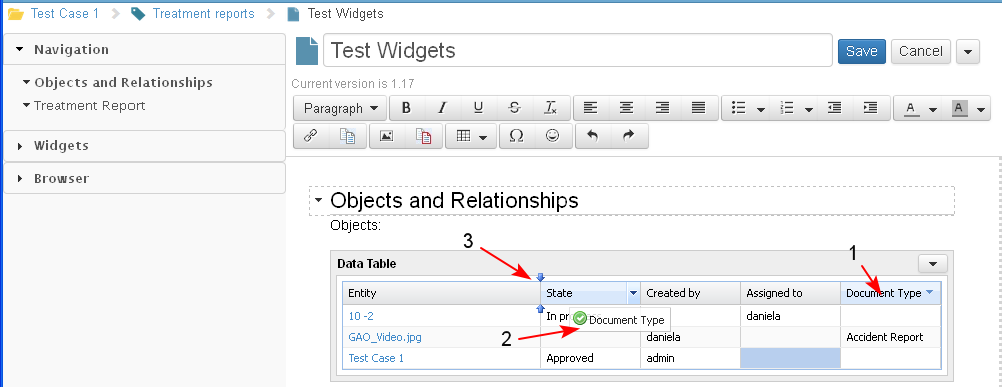 Test Case 1 Treatment reports Test Widgets
Navigation
Objects and Relationships
Treatment Report
Widgets
Browser
Test Widgets Save Cancel
Current version is 1.17
Paragraph B I U S Tx A A
Ω
Objects and Relationships
Objects:
3
1
Data Table
Entity State Created by Assigned to Document Type
10 -2 In pr daniela
2 Document Type
GAO_Video.jpg daniela Accident Report
Test Case 1 Approved admin